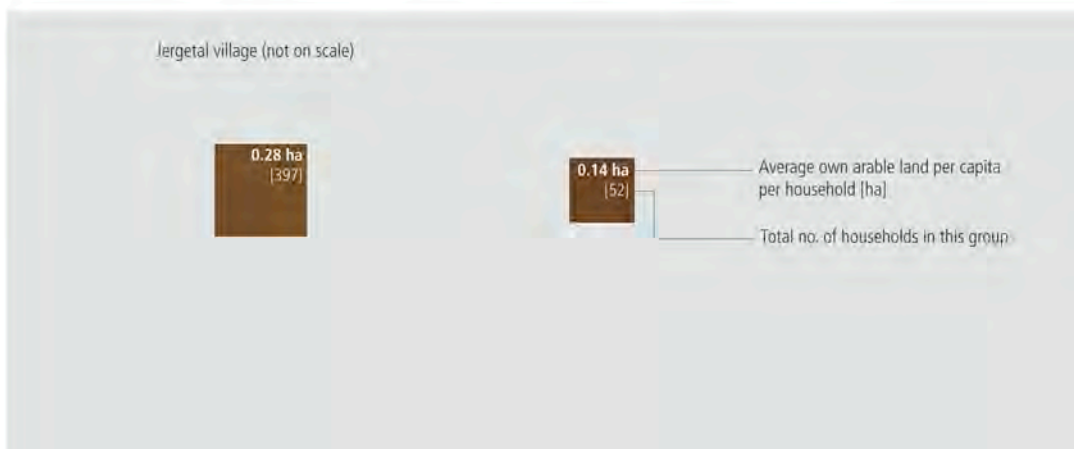 Jergetal village (not on scale)
0.28 ha
[397]
0.14 ha
[52]
Average own arable land per capita
per household [ha]
Total no. of households in this group